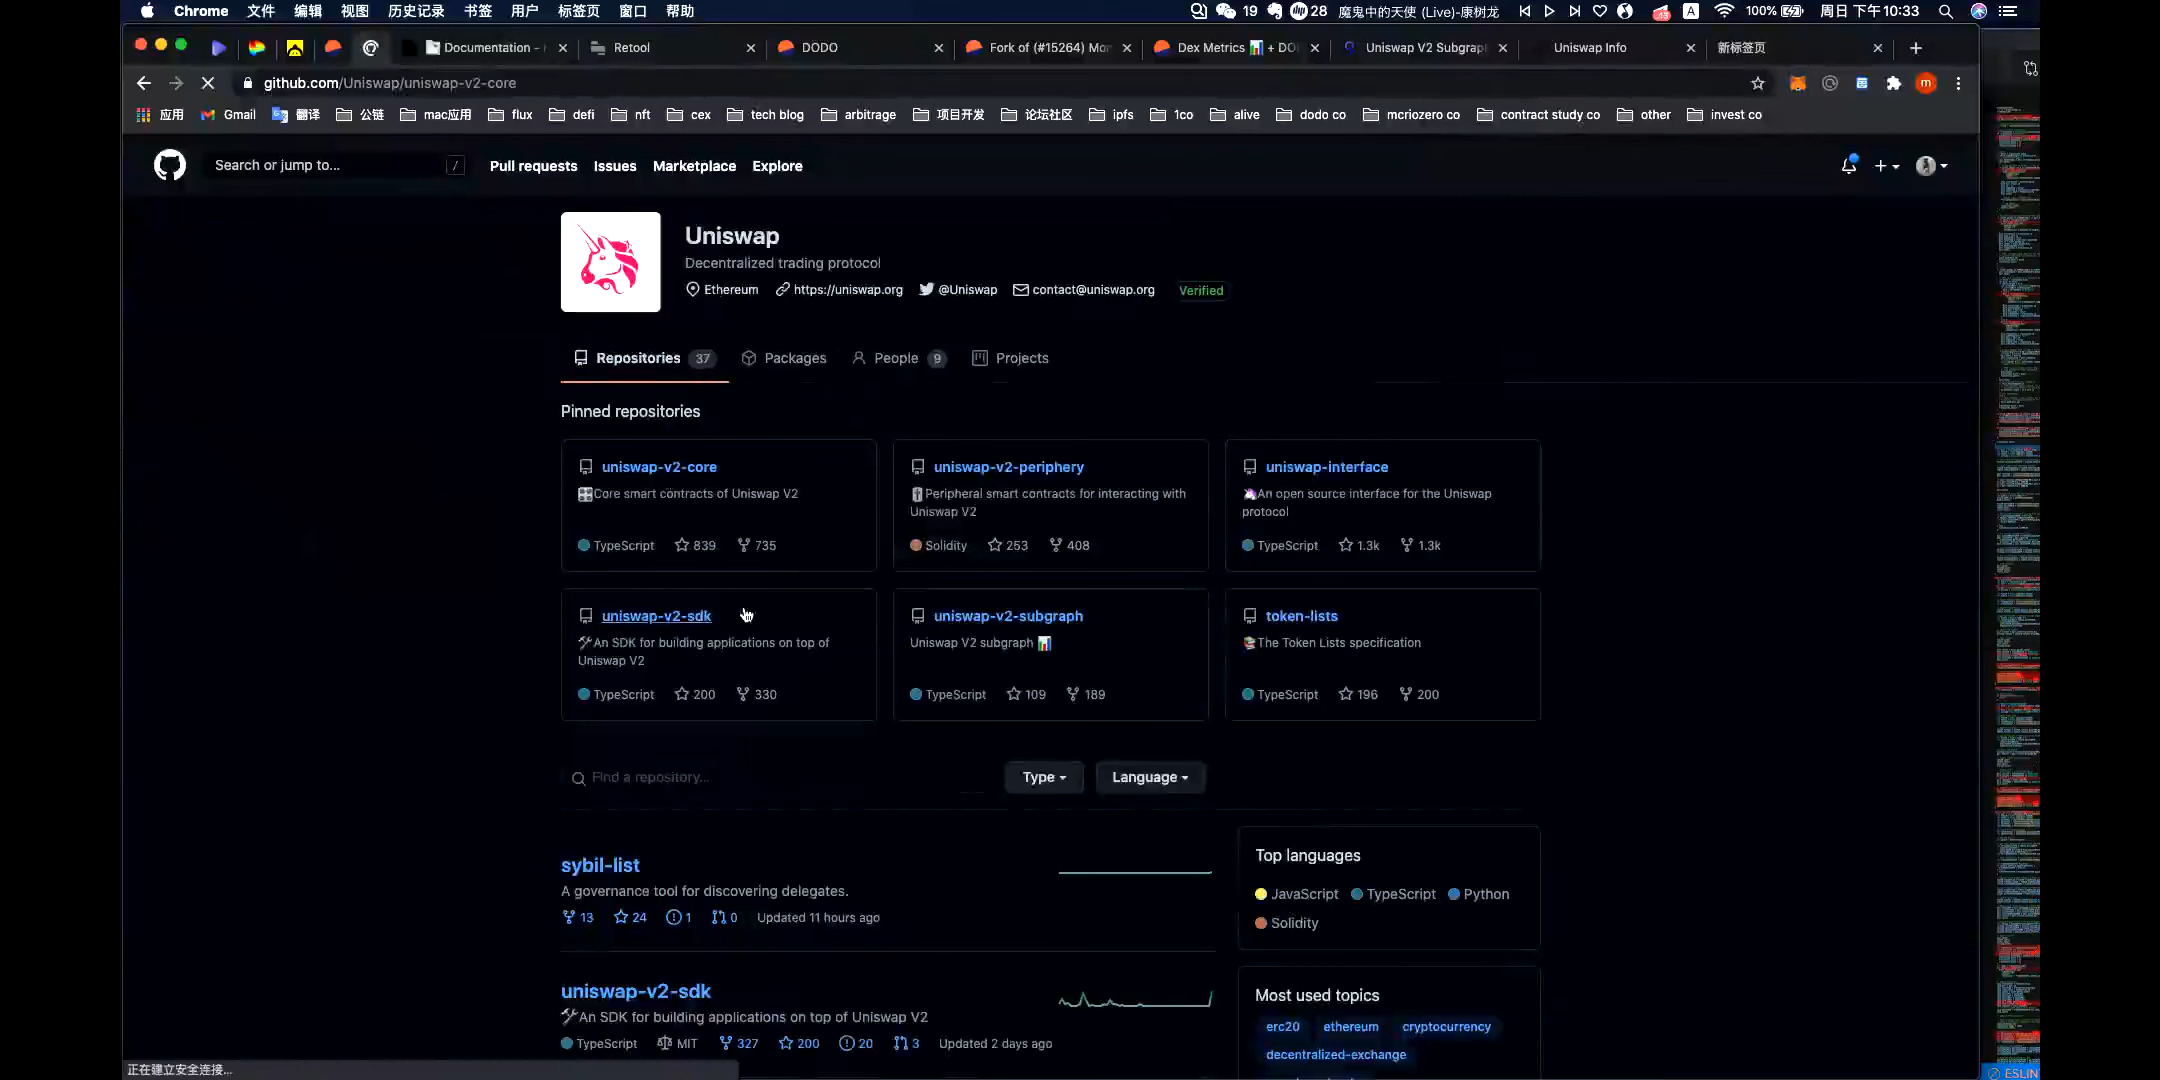 Chrome 文件 编辑 视图 历史记录 书签 用户 标签页 窗口 帮助 19 28 魔鬼中的天使 (Live)-康树龙 A 100% 周日 下午10:33
Documentation - Retool DODO Fork of (#15264) Mor Dex Metrics + DO Uniswap V2 Subgrap Uniswap Info 新标签页
github.com/Uniswap/uniswap-v2-core m
应用 Gmail 翻译 公链 mac应用 flux defi nft cex tech blog arbitrage 项目开发 论坛社区 ipfs 1co alive dodo co mcriozero co contract study co other invest co
Search or jump to... / Pull requests Issues Marketplace Explore
Uniswap
Decentralized trading protocol
Ethereum https://uniswap.org @Uniswap contact@uniswap.org Verified
Repositories 37 Packages People 9 Projects
Pinned repositories
uniswap-v2-core
Core smart contracts of Uniswap V2
TypeScript 839 735
uniswap-v2-periphery
Peripheral smart contracts for interacting with
Uniswap V2
Solidity 253 408
uniswap-interface
An open source interface for the Uniswap
protocol
TypeScript 1.3k 1.3k
uniswap-v2-sdk
An SDK for building applications on top of
Uniswap V2
TypeScript 200 330
uniswap-v2-subgraph
Uniswap V2 subgraph
TypeScript 109 189
token-lists
The Token Lists specification
TypeScript 196 200
Find a repository... Type Language
sybil-list
A governance tool for discovering delegates.
13 24 1 0 Updated 11 hours ago
uniswap-v2-sdk
An SDK for building applications on top of Uniswap V2
TypeScript MIT 327 200 20 3 Updated 2 days ago
Top languages
JavaScript TypeScript Python
Solidity
Most used topics
erc20 ethereum cryptocurrency
decentralized-exchange
正在建立安全连接...
ESLIN